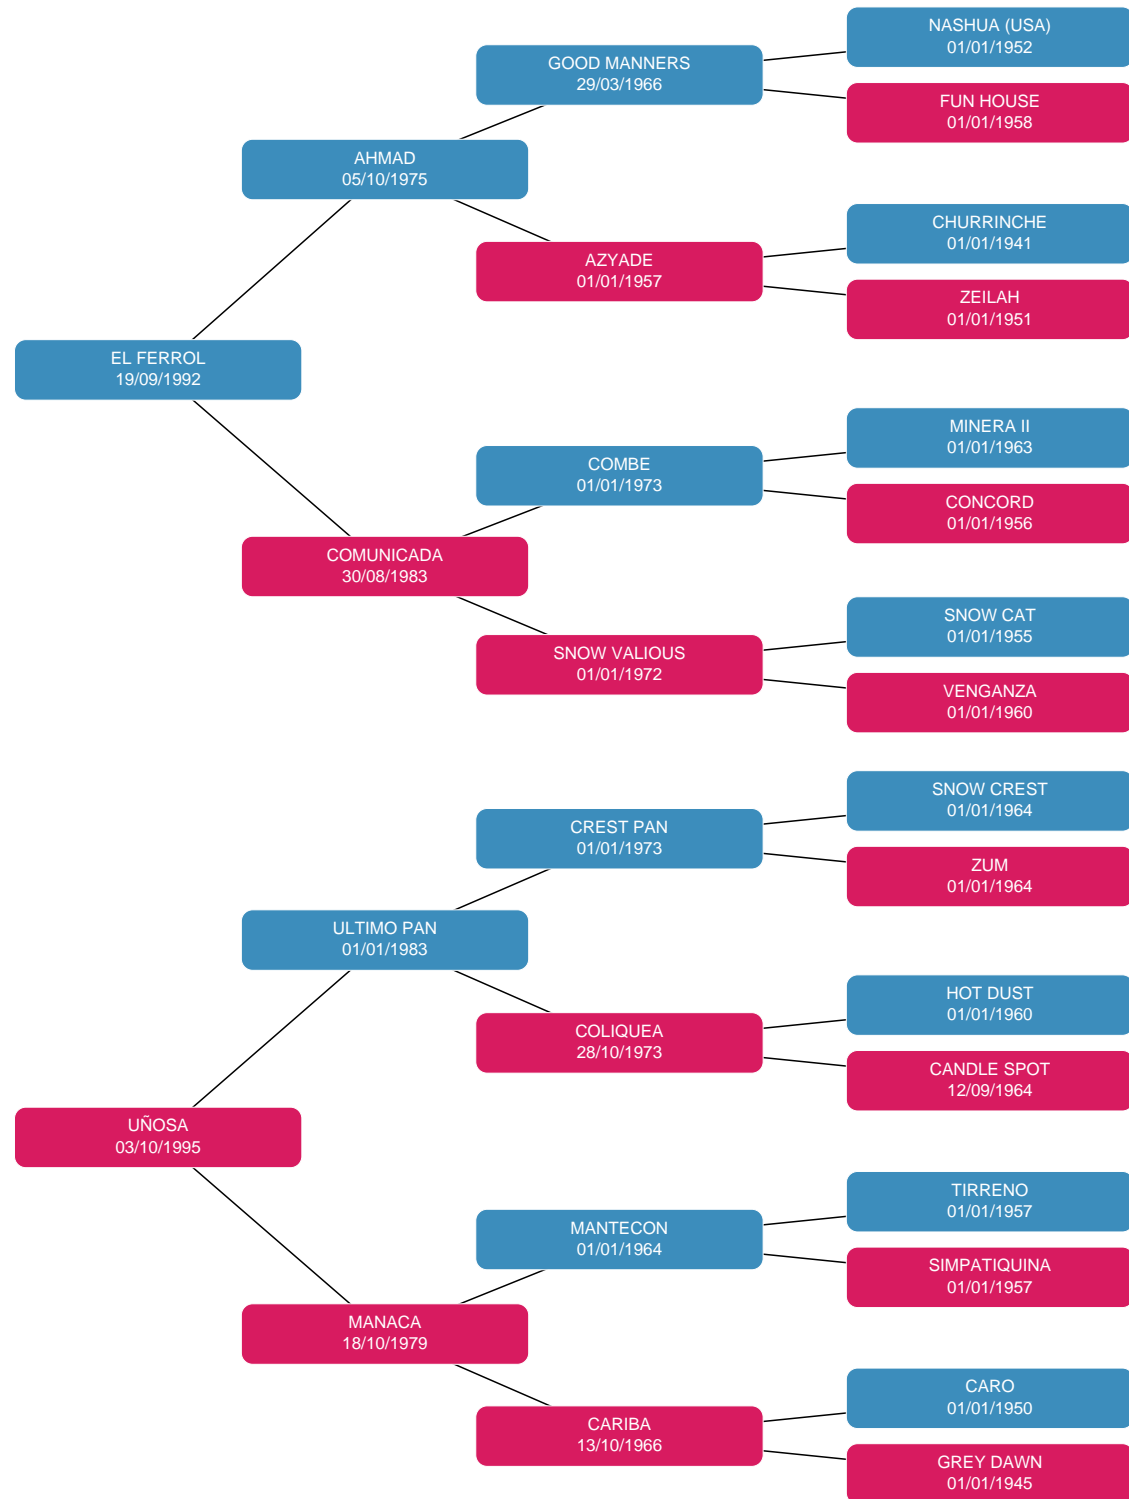 NASHUA (USA)
01/01/1952
GOOD MANNERS
29/03/1966
FUN HOUSE
01/01/1958
AHMAD
05/10/1975
CHURRINCHE
01/01/1941
AZYADE
01/01/1957
ZEILAH
01/01/1951
EL FERROL
19/09/1992
MINERA II
01/01/1963
COMBE
01/01/1973
CONCORD
01/01/1956
COMUNICADA
30/08/1983
SNOW CAT
01/01/1955
SNOW VALIOUS
01/01/1972
VENGANZA
01/01/1960
SNOW CREST
01/01/1964
CREST PAN
01/01/1973
ZUM
01/01/1964
ULTIMO PAN
01/01/1983
HOT DUST
01/01/1960
COLIQUEA
28/10/1973
CANDLE SPOT
12/09/1964
UÑOSA
03/10/1995
TIRRENO
01/01/1957
MANTECON
01/01/1964
SIMPATIQUINA
01/01/1957
MANACA
18/10/1979
CARO
01/01/1950
CARIBA
13/10/1966
GREY DAWN
01/01/1945